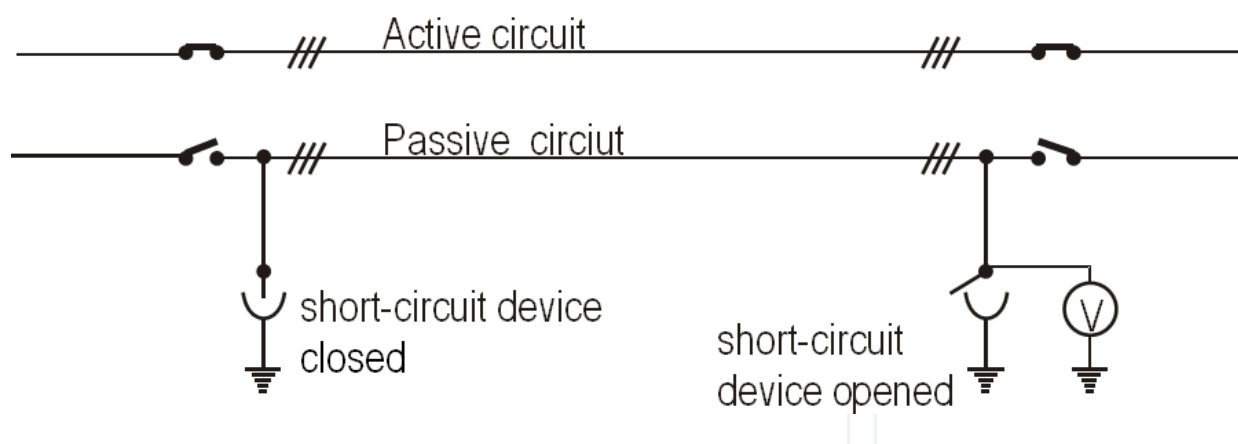 Active circuit
Passive circiut
short-circuit device
closed
short-circuit
device opened
V